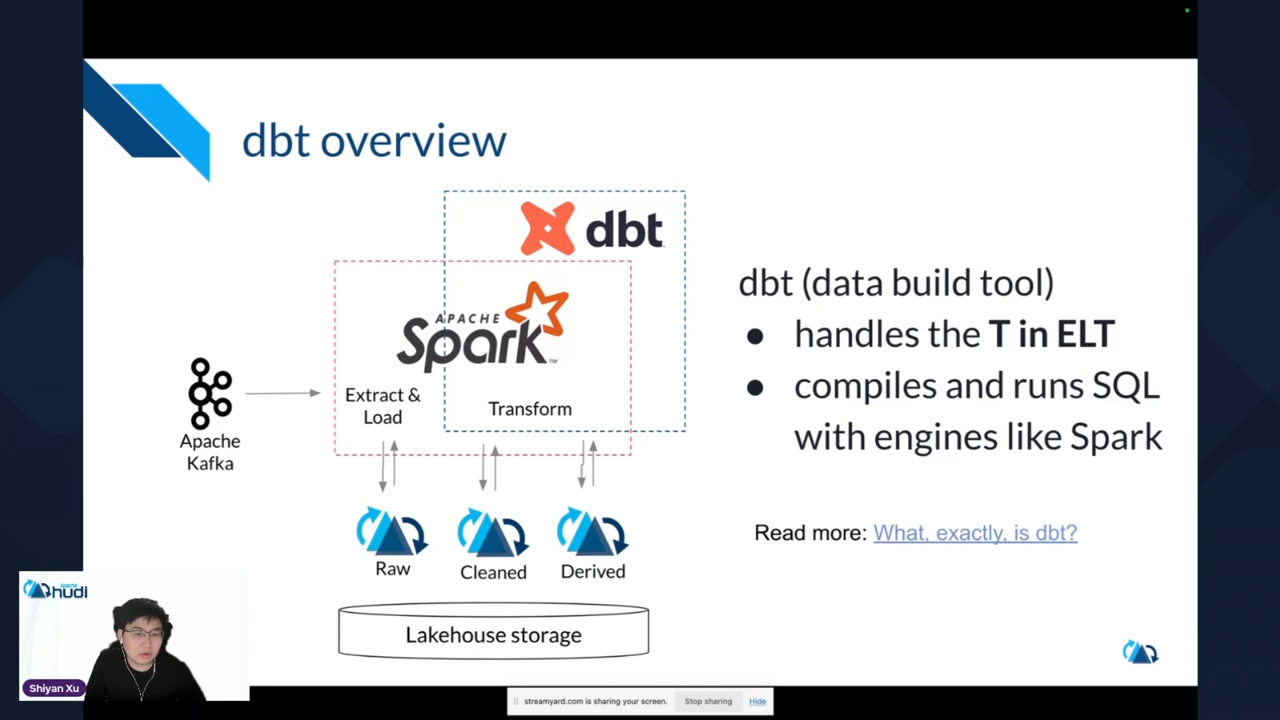 dbt overview
dbt
APACHE
Spark™
Extract &
Load
Transform
Apache
Kafka
Raw
Cleaned
Derived
Lakehouse storage
dbt (data build tool)
● handles the T in ELT
● compiles and runs SQL
with engines like Spark
Read more: What, exactly, is dbt?
Apache
hudi
Shiyan Xu
streamyard.com is sharing your screen. Stop sharing Hide